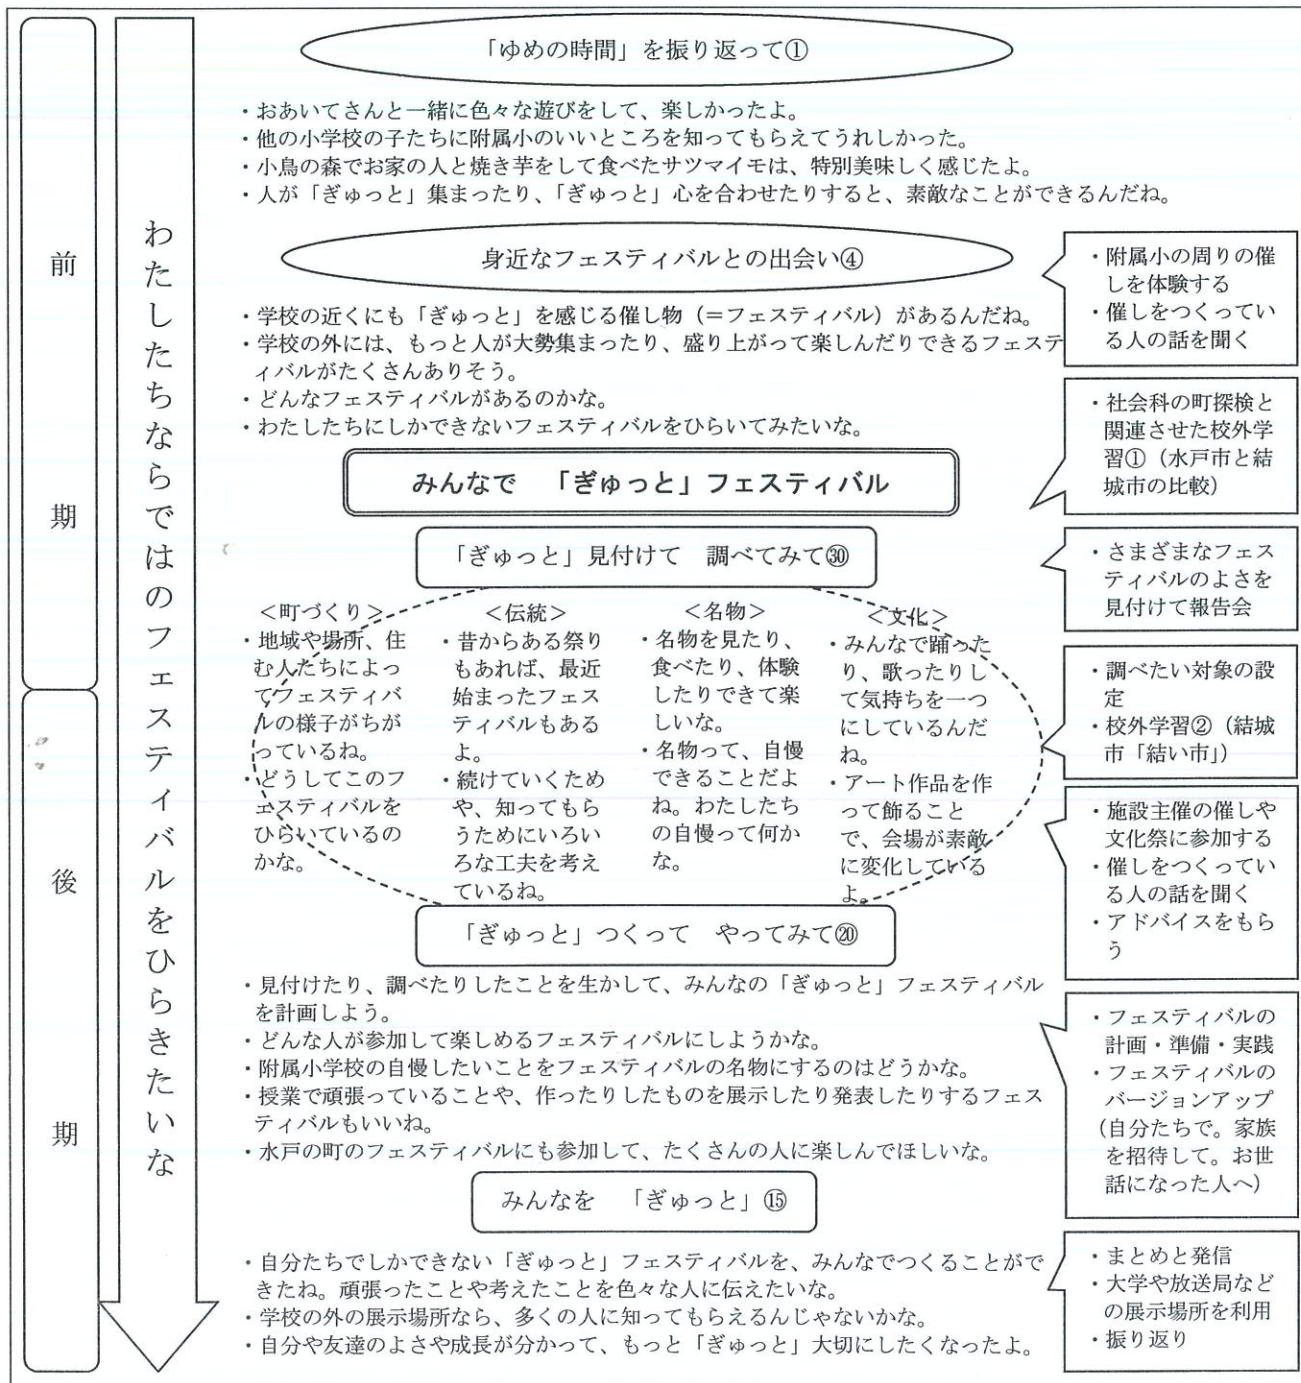 前期
後期
わたしたちならではのフェスティバルをひらきたいな
「ゆめの時間」を振り返って①
・おあいてさんと一緒に色々な遊びをして、楽しかったよ。
・他の小学校の子たちに附属小のいいところを知ってもらえてうれしかった。
・小鳥の森でお家の人と焼き芋をして食べたサツマイモは、特別美味しく感じたよ。
・人が「ぎゅっと」集まったり、「ぎゅっと」心を合わせたりすると、素敵なことができるんだね。
身近なフェスティバルとの出会い④
・学校の近くにも「ぎゅっと」を感じる催し物（＝フェスティバル）があるんだね。
・学校の外には、もっと人が大勢集まったり、盛り上がって楽しんだりできるフェステ
ィバルがたくさんありそう。
・どんなフェスティバルがあるのかな。
・わたしたちにしかできないフェスティバルをひらいてみたいな。
・附属小の周りの催
しを体験する
・催しをつくってい
る人の話を聞く
みんなで　「ぎゅっと」フェスティバル
・社会科の町探検と
関連させた校外学
習①（水戸市と結
城市の比較）
「ぎゅっと」見付けて　調べてみて㉚
・さまざまなフェス
ティバルのよさを
見付けて報告会
＜町づくり＞
・地域や場所、住
む人たちによっ
てフェスティバ
ルの様子がちが
っているね。
・どうしてこのフ
ェスティバルを
ひらいているの
かな。
＜伝統＞
・昔からある祭り
もあれば、最近
始まったフェス
ティバルもある
よ。
・続けていくため
や、知ってもら
うためにいろい
ろな工夫を考え
ているね。
＜名物＞
・名物を見たり、
食べたり、体験
したりできて楽
しいな。
・名物って、自慢
できることだよ
ね。わたしたち
の自慢って何か
な。
＜文化＞
・みんなで踊った
り、歌ったりし
て気持ちを一つ
にしているんだ
ね。
・アート作品を作
って飾ること
で、会場が素敵
に変化している
よ。
・調べたい対象の設
定
・校外学習②（結城
市「結い市」）
・施設主催の催しや
文化祭に参加する
・催しをつくってい
る人の話を聞く
・アドバイスをもら
う
「ぎゅっと」つくって　やってみて⑳
・見付けたり、調べたりしたことを生かして、みんなの「ぎゅっと」フェスティバル
を計画しよう。
・どんな人が参加して楽しめるフェスティバルにしようかな。
・附属小学校の自慢したいことをフェスティバルの名物にするのはどうかな。
・授業で頑張っていることや、作ったりしたものを展示したり発表したりするフェス
ティバルもいいね。
・水戸の町のフェスティバルにも参加して、たくさんの人に楽しんでほしいな。
・フェスティバルの
計画・準備・実践
・フェスティバルの
バージョンアップ
（自分たちで。家族
を招待して。お世
話になった人へ）
みんなを　「ぎゅっと」⑮
・自分たちでしかできない「ぎゅっと」フェスティバルを、みんなでつくることがで
きたね。頑張ったことや考えたことを色々な人に伝えたいな。
・学校の外の展示場所なら、多くの人に知ってもらえるんじゃないかな。
・自分や友達のよさや成長が分かって、もっと「ぎゅっと」大切にしたくなったよ。
・まとめと発信
・大学や放送局など
の展示場所を利用
・振り返り